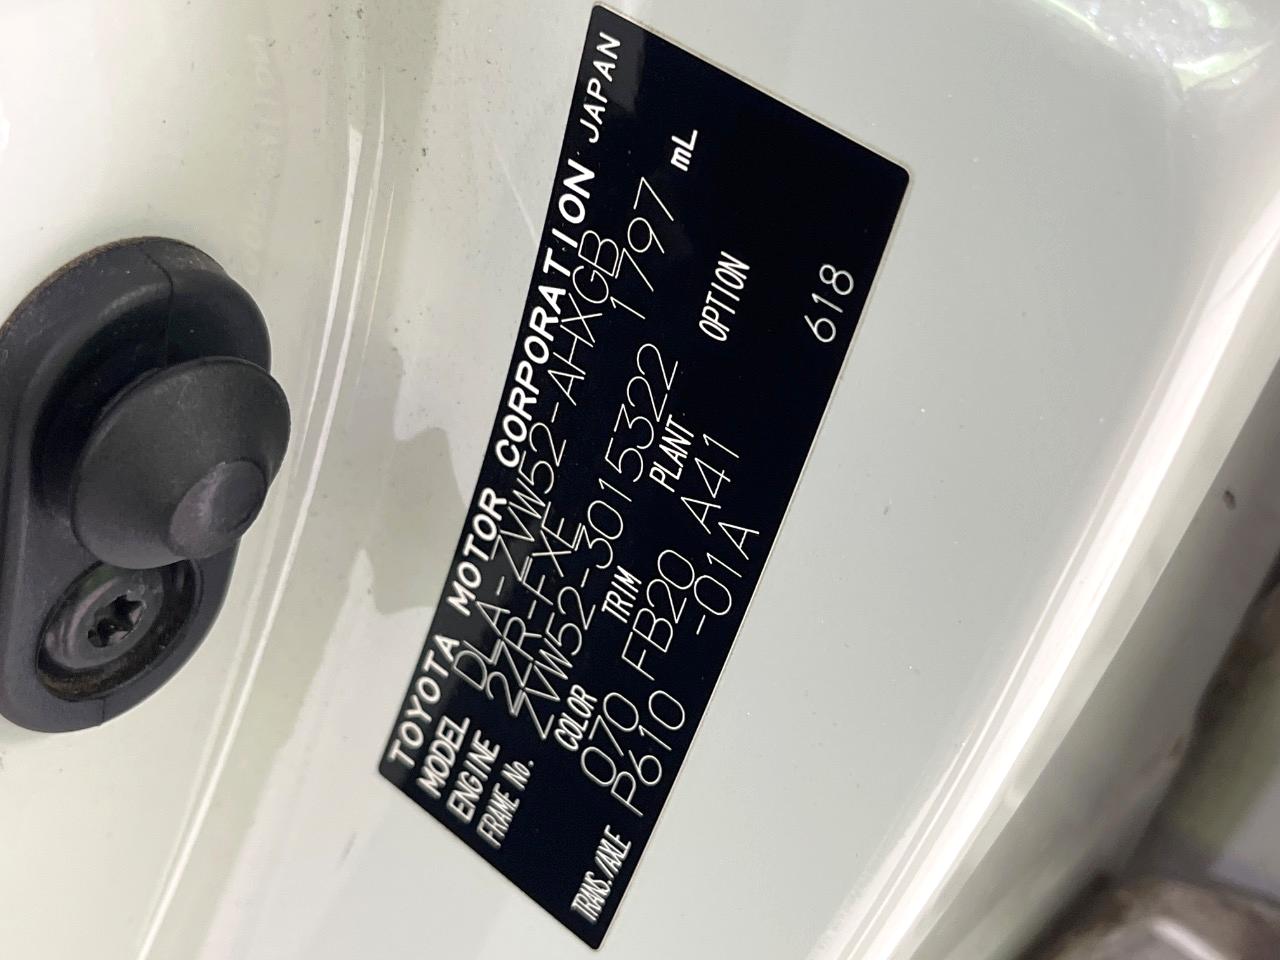 TOYOTA MOTOR CORPORATION JAPAN
MODEL DLA-ZVW52-AHXGB
ENGINE 2ZR-FXE 1797 mL
FRAME No. ZVW52-3015322
COLOR TRIM PLANT OPTION
070 FB20 A41
TRANS./AXLE P610 -01A 618